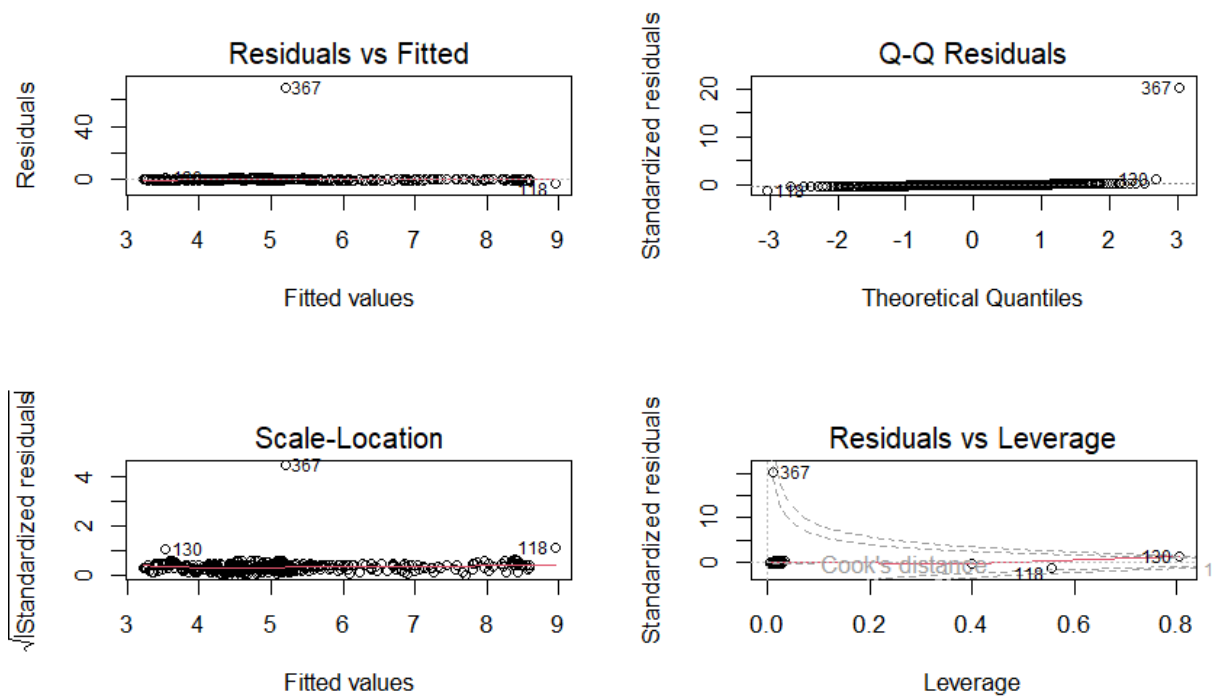 Residuals vs Fitted
Residuals
0 40
367
130
118
3 4 5 6 7 8 9
Fitted values
Q-Q Residuals
Standardized residuals
0 10 20
367
130
118
-3 -2 -1 0 1 2 3
Theoretical Quantiles
Scale-Location
√|Standardized residuals|
0 2 4
367
130
118
3 4 5 6 7 8 9
Fitted values
Residuals vs Leverage
Standardized residuals
0 10
367
130
118
Cook's distance
1
0.0 0.2 0.4 0.6 0.8
Leverage